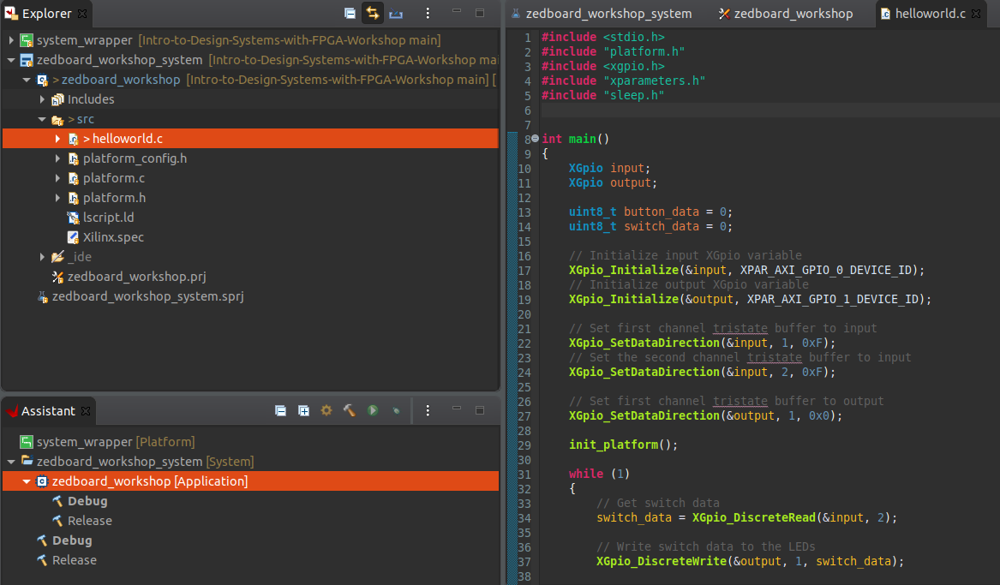 Explorer
system_wrapper [Intro-to-Design-Systems-with-FPGA-Workshop main]
zedboard_workshop_system [Intro-to-Design-Systems-with-FPGA-Workshop mai
> zedboard_workshop [Intro-to-Design-Systems-with-FPGA-Workshop main] [
Includes
> src
> helloworld.c
platform_config.h
platform.c
platform.h
lscript.ld
Xilinx.spec
_ide
zedboard_workshop.prj
zedboard_workshop_system.sprj
Assistant
system_wrapper [Platform]
zedboard_workshop_system [System]
zedboard_workshop [Application]
Debug
Release
Debug
Release
zedboard_workshop_system zedboard_workshop helloworld.c
1 #include <stdio.h>
2 #include "platform.h"
3 #include <xgpio.h>
4 #include "xparameters.h"
5 #include "sleep.h"
6
7
8 int main()
9 {
10 XGpio input;
11 XGpio output;
12
13 uint8_t button_data = 0;
14 uint8_t switch_data = 0;
15
16 // Initialize input XGpio variable
17 XGpio_Initialize(&input, XPAR_AXI_GPIO_0_DEVICE_ID);
18 // Initialize output XGpio variable
19 XGpio_Initialize(&output, XPAR_AXI_GPIO_1_DEVICE_ID);
20
21 // Set first channel tristate buffer to input
22 XGpio_SetDataDirection(&input, 1, 0xF);
23 // Set the second channel tristate buffer to input
24 XGpio_SetDataDirection(&input, 2, 0xF);
25
26 // Set first channel tristate buffer to output
27 XGpio_SetDataDirection(&output, 1, 0x0);
28
29 init_platform();
30
31 while (1)
32 {
33 // Get switch data
34 switch_data = XGpio_DiscreteRead(&input, 2);
35
36 // Write switch data to the LEDs
37 XGpio_DiscreteWrite(&output, 1, switch_data);
38